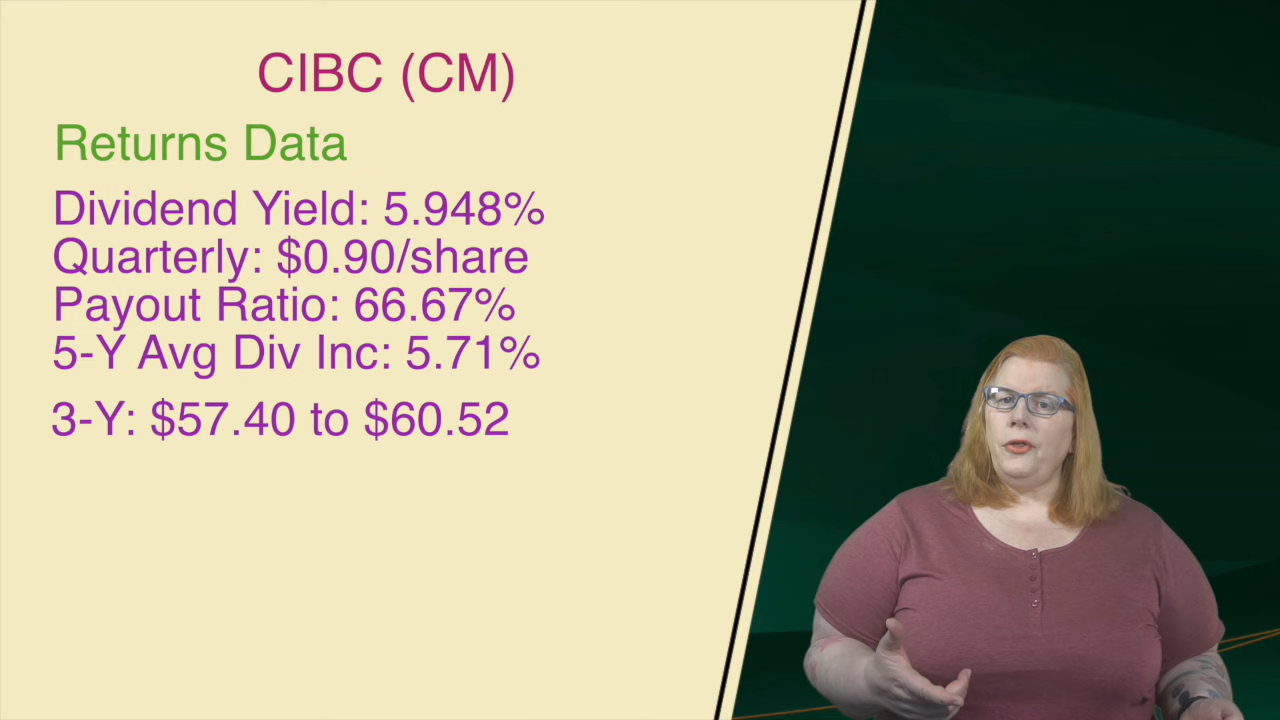 CIBC (CM)
Returns Data
Dividend Yield: 5.948%
Quarterly: $0.90/share
Payout Ratio: 66.67%
5-Y Avg Div Inc: 5.71%
3-Y: $57.40 to $60.52